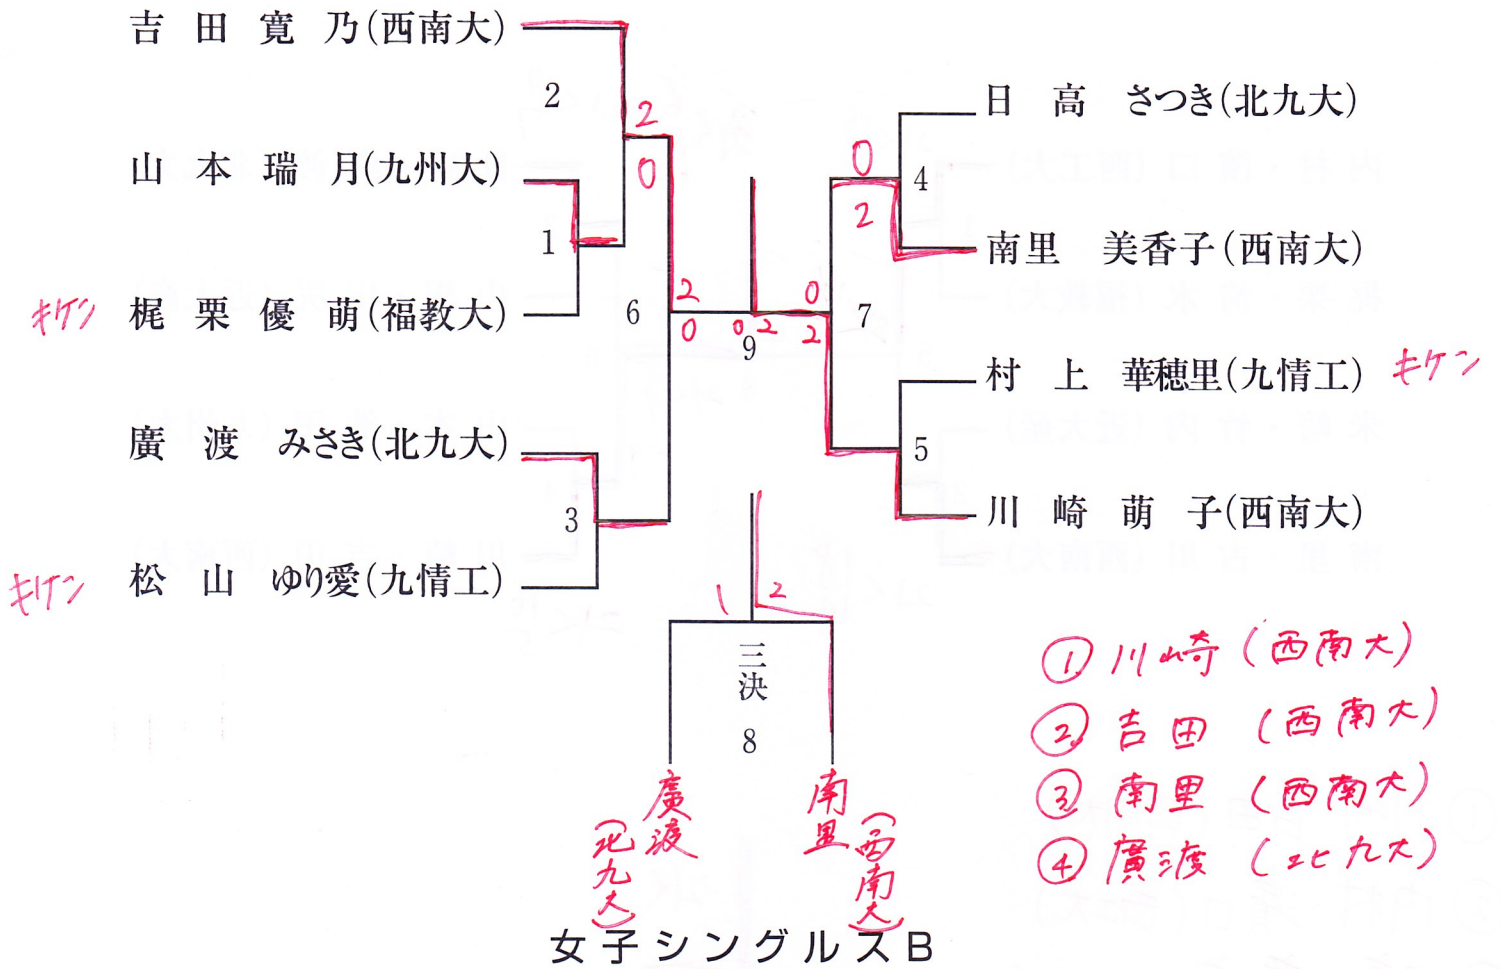 吉田寛乃(西南大)
2
2
山本瑞月(九州大)
0
1
キケン 梶栗優萌(福教大)
6
2
0
廣渡みさき(北九大)
3
キケン 松山ゆり愛(九情工)
日高さつき(北九大)
0
4
2
南里美香子(西南大)
0
7
0 2
2
9
村上華穂里(九情工) キケン
5
川崎萌子(西南大)
1 2
三決
8
廣渡(北九大)
南里(西南大)
① 川崎(西南大)
② 吉田(西南大)
③ 南里(西南大)
④ 廣渡(北九大)
女子シングルスB